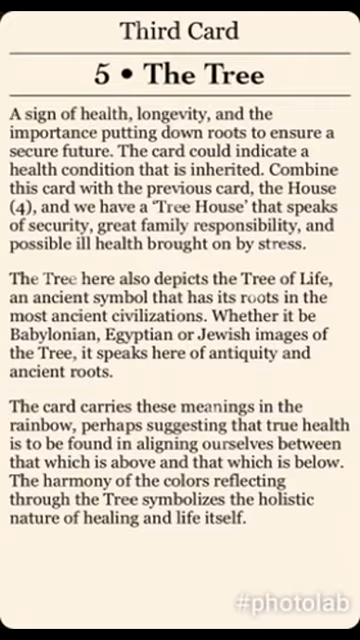 Third Card
5 • The Tree
A sign of health, longevity, and the
importance putting down roots to ensure a
secure future. The card could indicate a
health condition that is inherited. Combine
this card with the previous card, the House
(4), and we have a 'Tree House' that speaks
of security, great family responsibility, and
possible ill health brought on by stress.
The Tree here also depicts the Tree of Life,
an ancient symbol that has its roots in the
most ancient civilizations. Whether it be
Babylonian, Egyptian or Jewish images of
the Tree, it speaks here of antiquity and
ancient roots.
The card carries these meanings in the
rainbow, perhaps suggesting that true health
is to be found in aligning ourselves between
that which is above and that which is below.
The harmony of the colors reflecting
through the Tree symbolizes the holistic
nature of healing and life itself.
#photolab